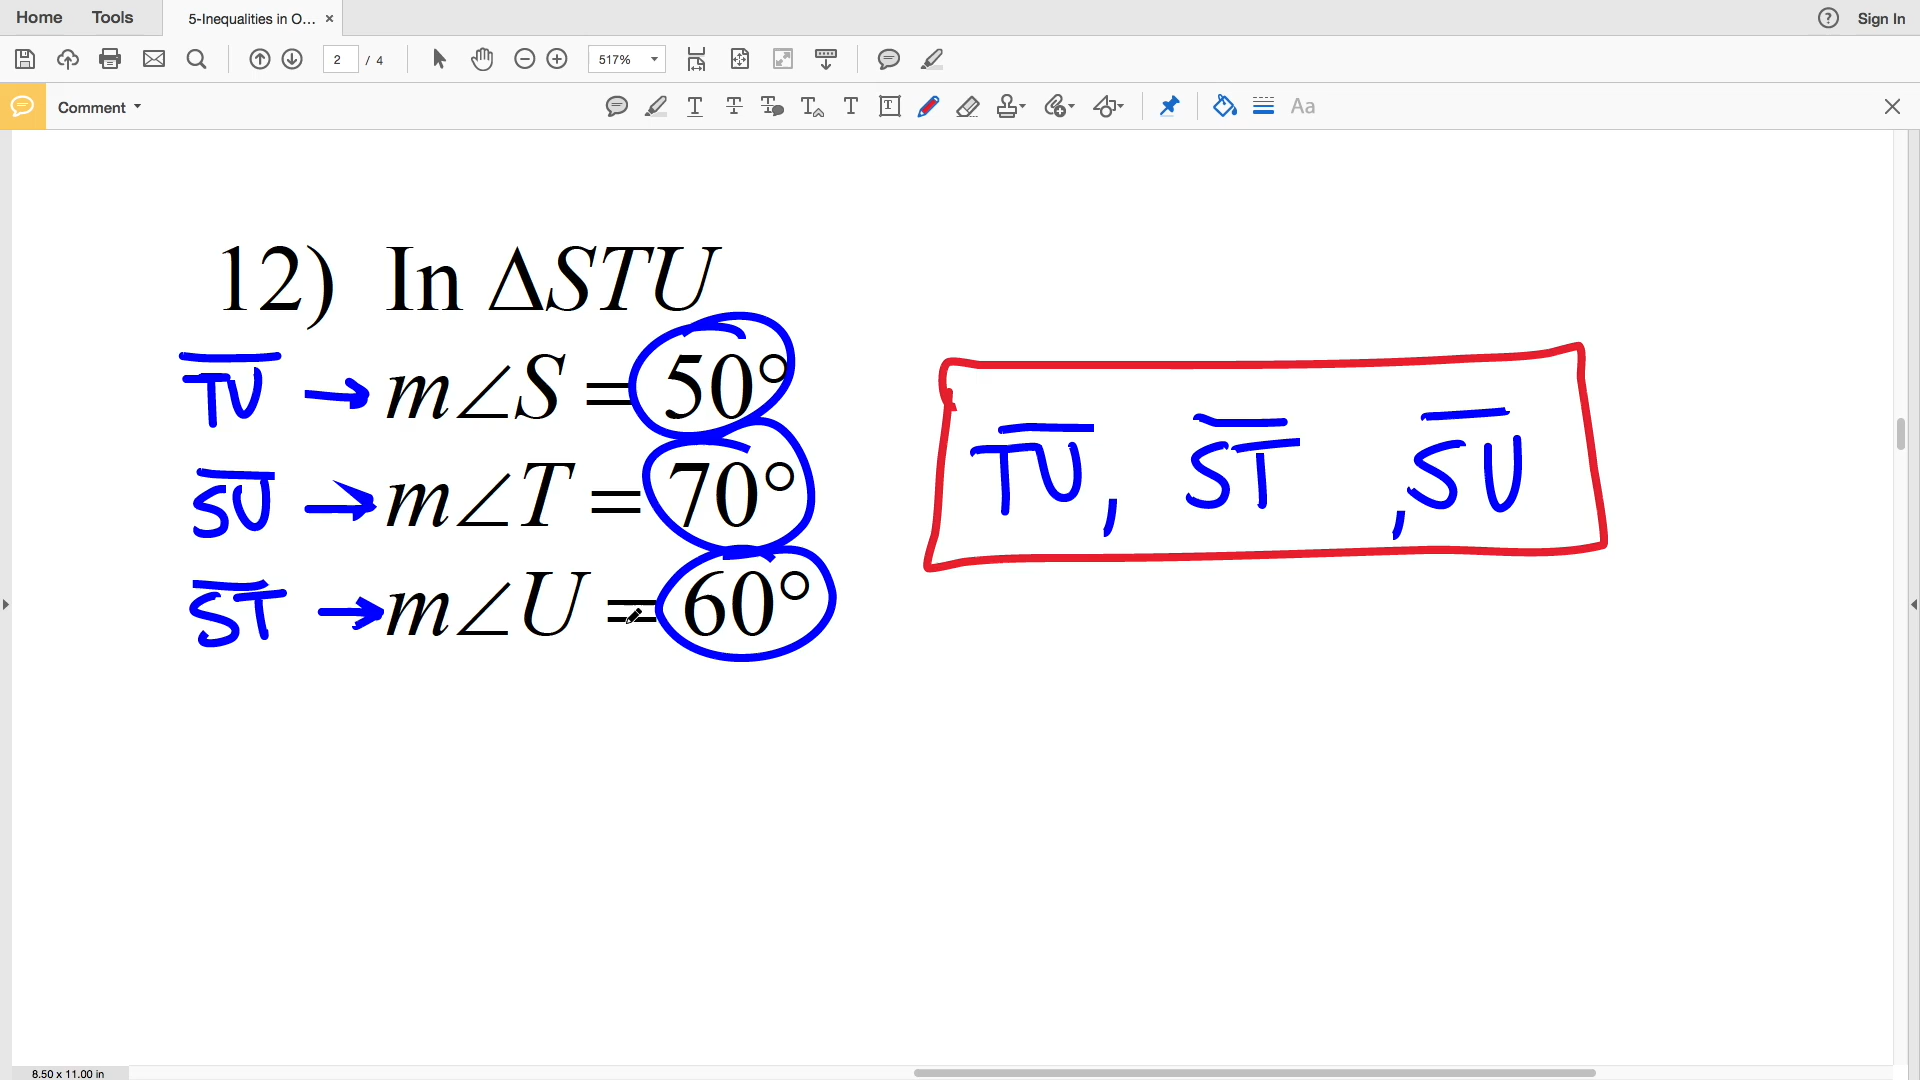 Home Tools 5-Inequalities in O... × ? Sign In
2 / 4 517%
Comment T T T T T T Aa
12) In ΔSTU
TU → m∠S = 50°
SU → m∠T = 70°
ST → m∠U = 60°
TU, ST, SU
8.50 x 11.00 in